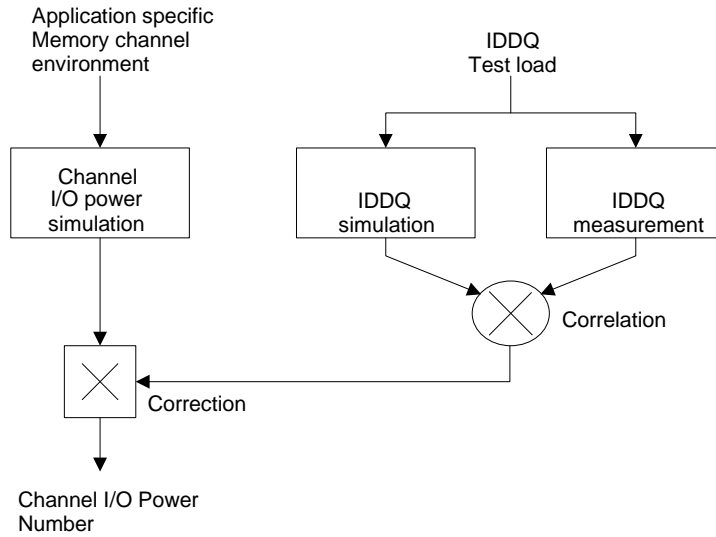 Application specific
Memory channel
environment
IDDQ
Test load
Channel
I/O power
simulation
IDDQ
simulation
IDDQ
measurement
Correlation
Correction
Channel I/O Power
Number